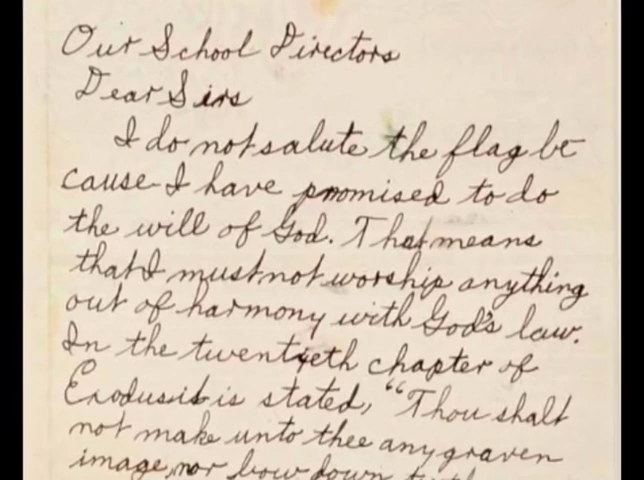 Our School Directors
Dear Sirs
I do not salute the flag be
cause I have promised to do
the will of God. That means
that I must not worship anything
out of harmony with God's law.
In the twentyeth chapter of
Exodus it is stated, "Thou shalt
not make unto thee any graven
image, nor bow down to